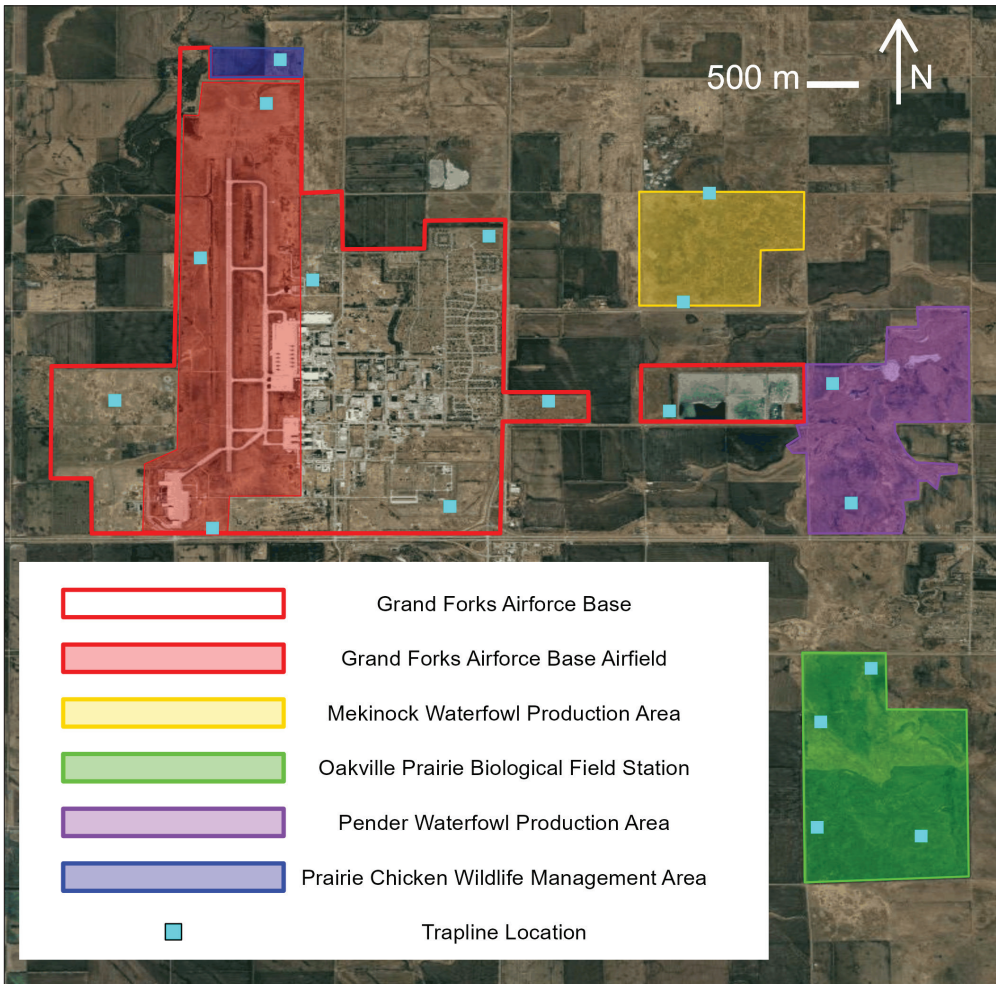 500 m
N
Grand Forks Airforce Base
Grand Forks Airforce Base Airfield
Mekinock Waterfowl Production Area
Oakville Prairie Biological Field Station
Pender Waterfowl Production Area
Prairie Chicken Wildlife Management Area
Trapline Location